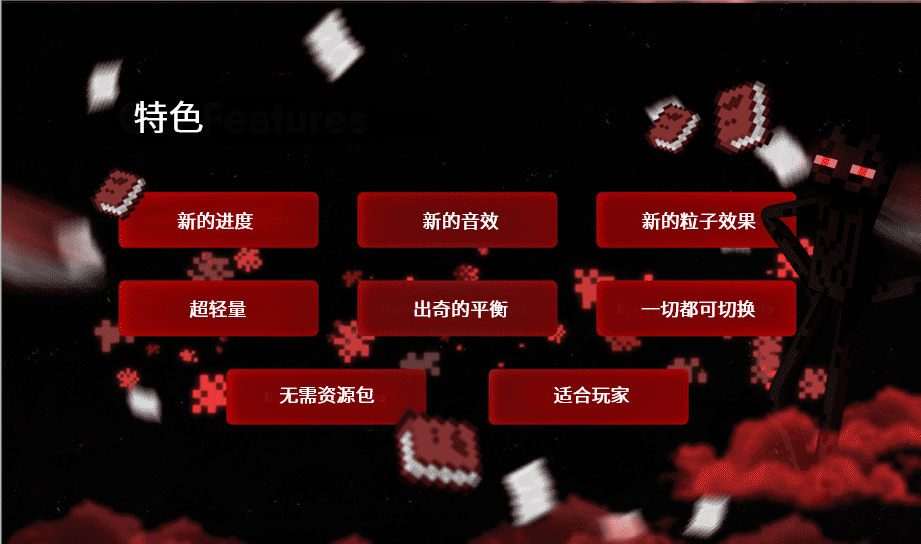 特色
Features
新的进度
新的音效
新的粒子效果
超轻量
出奇的平衡
一切都可切换
无需资源包
适合玩家